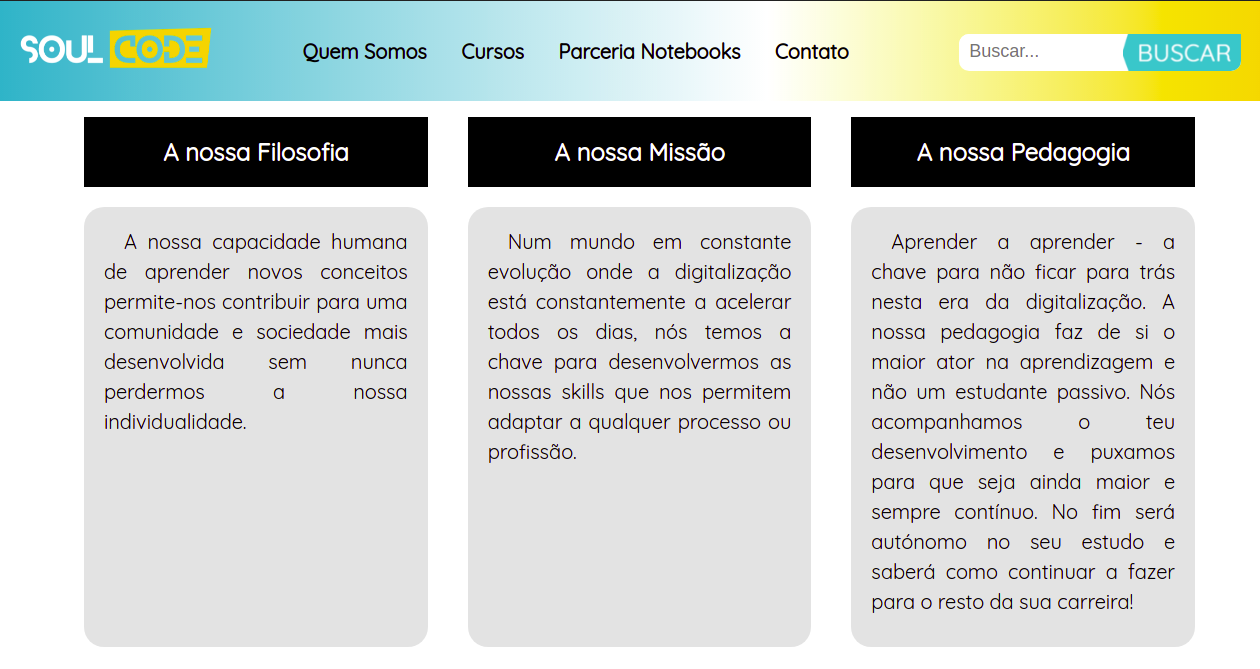 SOUL CODE
Quem Somos Cursos Parceria Notebooks Contato
Buscar... BUSCAR
A nossa Filosofia
A nossa capacidade humana
de aprender novos conceitos
permite-nos contribuir para uma
comunidade e sociedade mais
desenvolvida sem nunca
perdermos a nossa
individualidade.
A nossa Missão
Num mundo em constante
evolução onde a digitalização
está constantemente a acelerar
todos os dias, nós temos a
chave para desenvolvermos as
nossas skills que nos permitem
adaptar a qualquer processo ou
profissão.
A nossa Pedagogia
Aprender a aprender - a
chave para não ficar para trás
nesta era da digitalização. A
nossa pedagogia faz de si o
maior ator na aprendizagem e
não um estudante passivo. Nós
acompanhamos o teu
desenvolvimento e puxamos
para que seja ainda maior e
sempre contínuo. No fim será
autónomo no seu estudo e
saberá como continuar a fazer
para o resto da sua carreira!